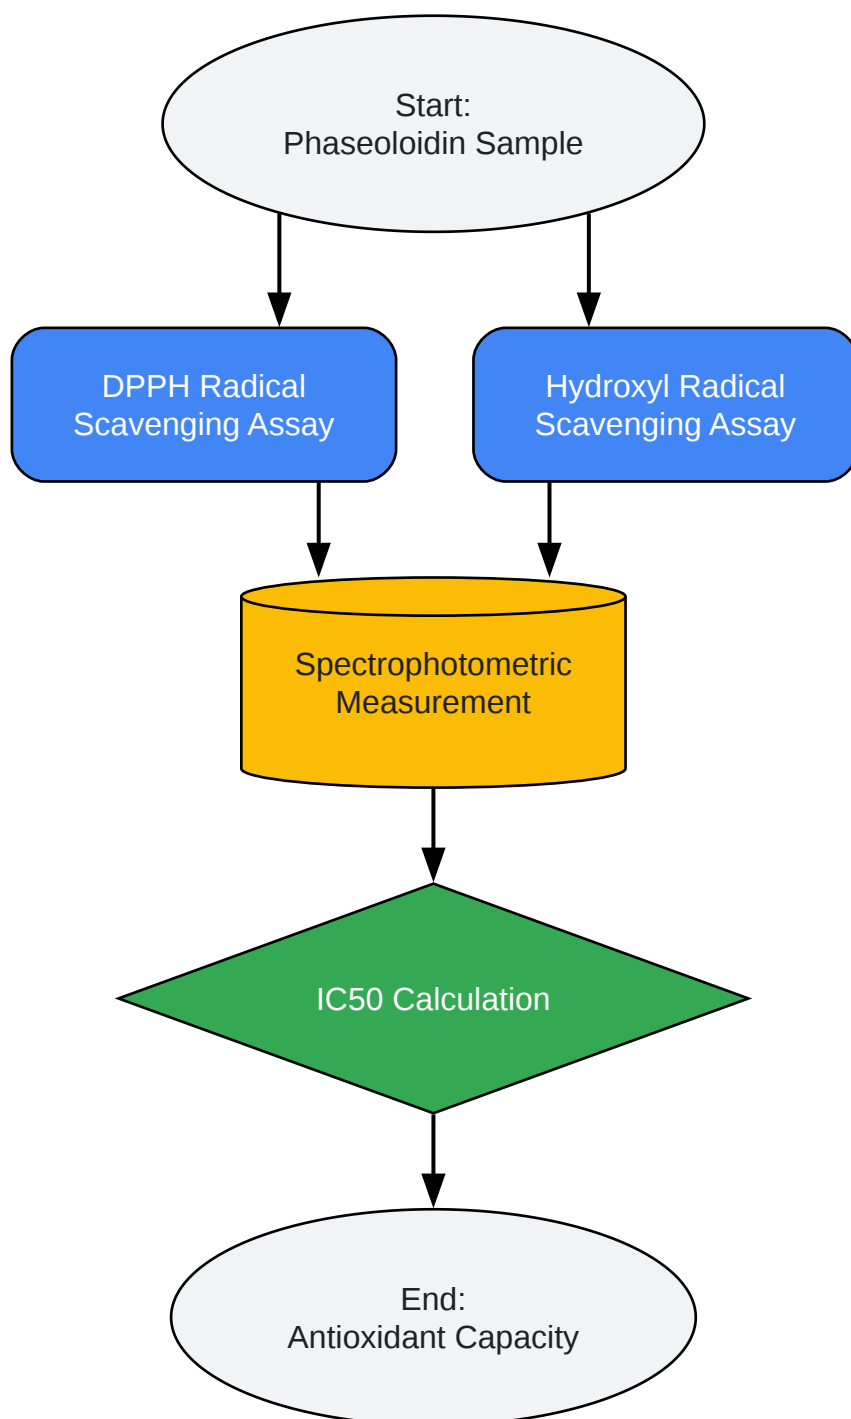 Start:
Phaseoloidin Sample
DPPH Radical
Scavenging Assay
Hydroxyl Radical
Scavenging Assay
Spectrophotometric
Measurement
IC50 Calculation
End:
Antioxidant Capacity